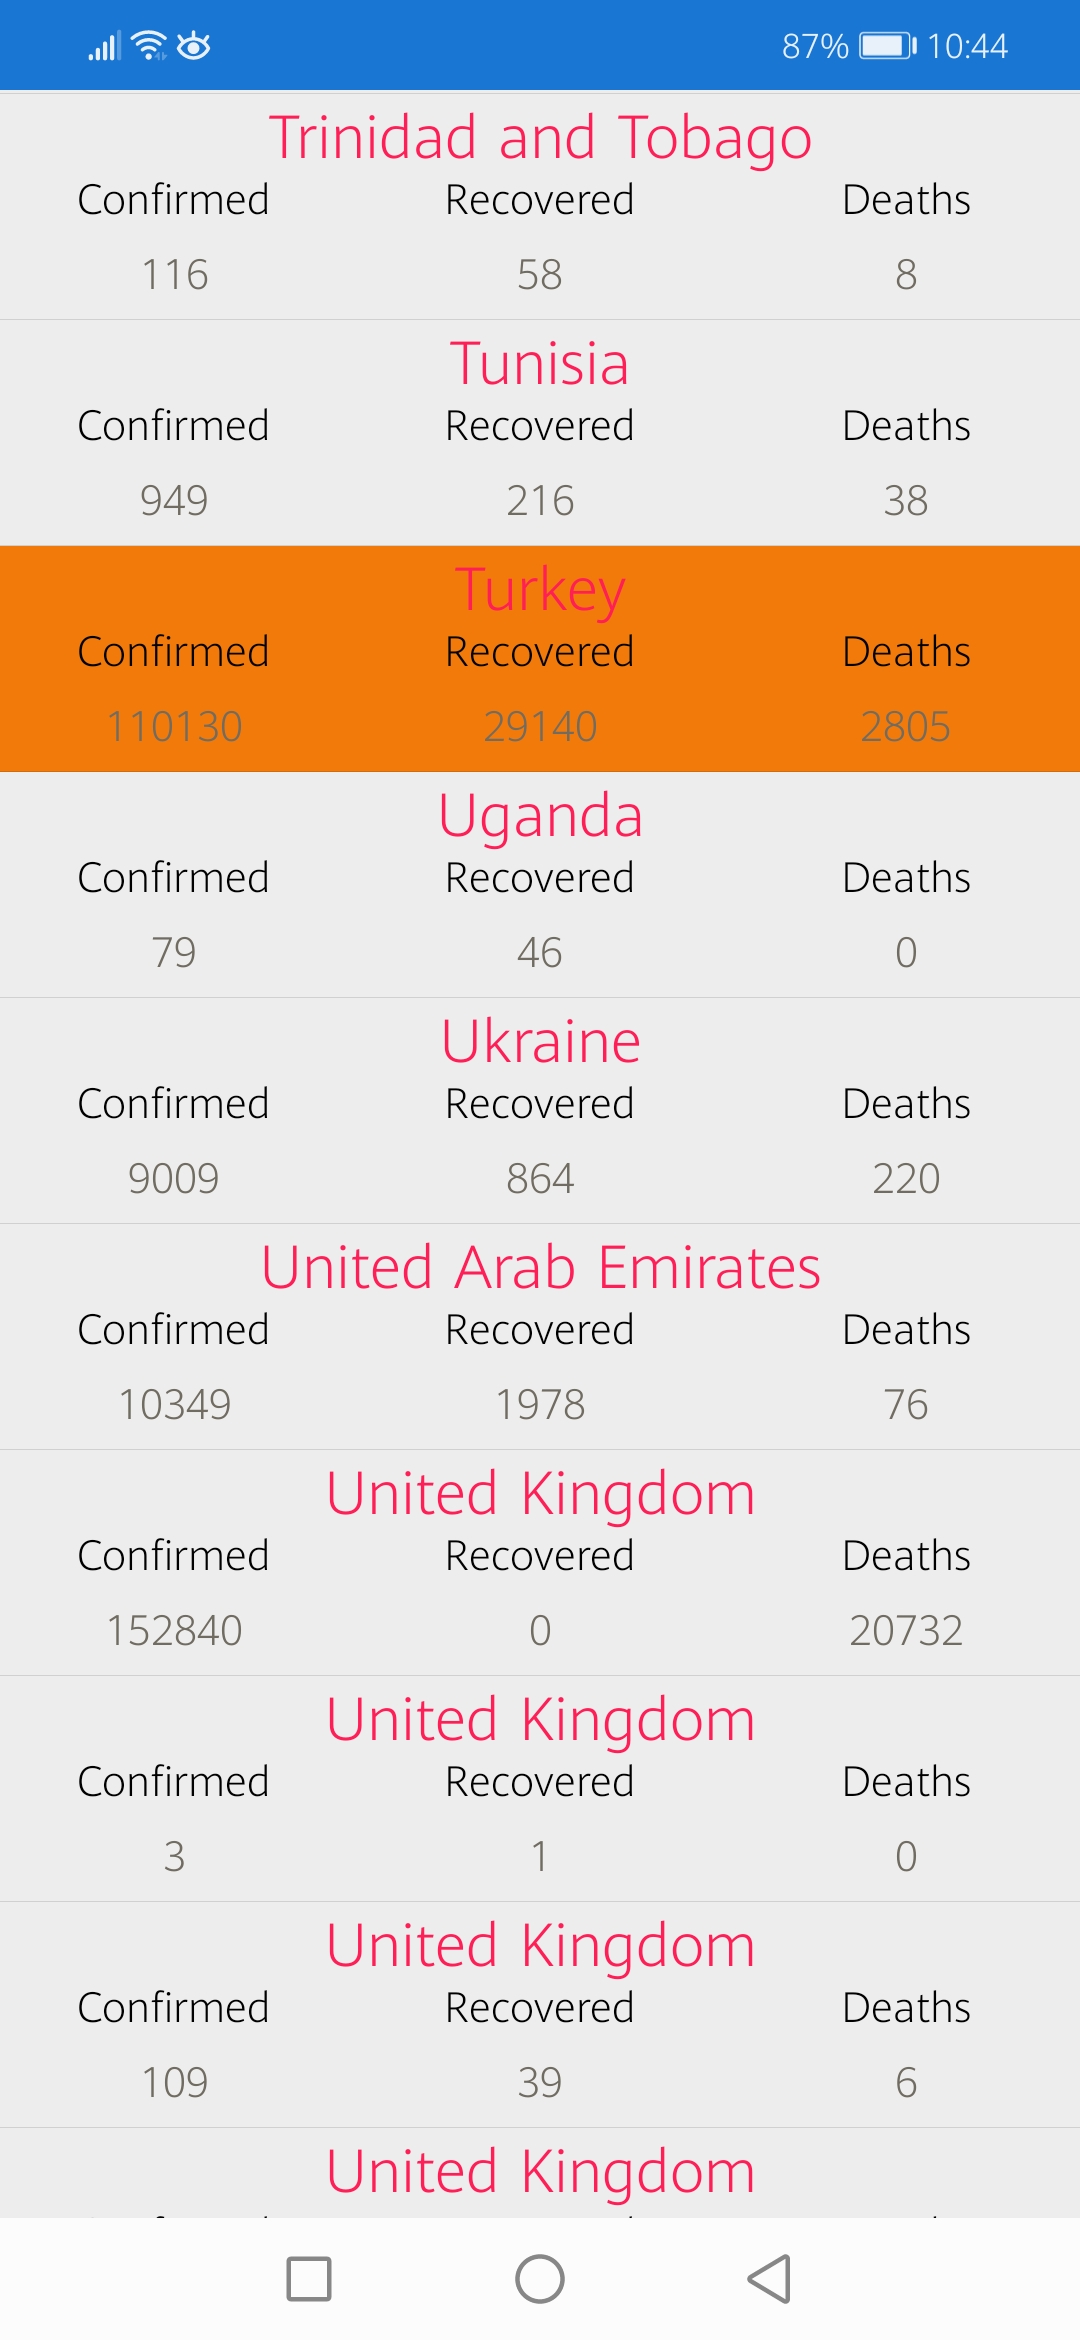 87% 10:44
Trinidad and Tobago
Confirmed Recovered Deaths
116 58 8
Tunisia
Confirmed Recovered Deaths
949 216 38
Turkey
Confirmed Recovered Deaths
110130 29140 2805
Uganda
Confirmed Recovered Deaths
79 46 0
Ukraine
Confirmed Recovered Deaths
9009 864 220
United Arab Emirates
Confirmed Recovered Deaths
10349 1978 76
United Kingdom
Confirmed Recovered Deaths
152840 0 20732
United Kingdom
Confirmed Recovered Deaths
3 1 0
United Kingdom
Confirmed Recovered Deaths
109 39 6
United Kingdom